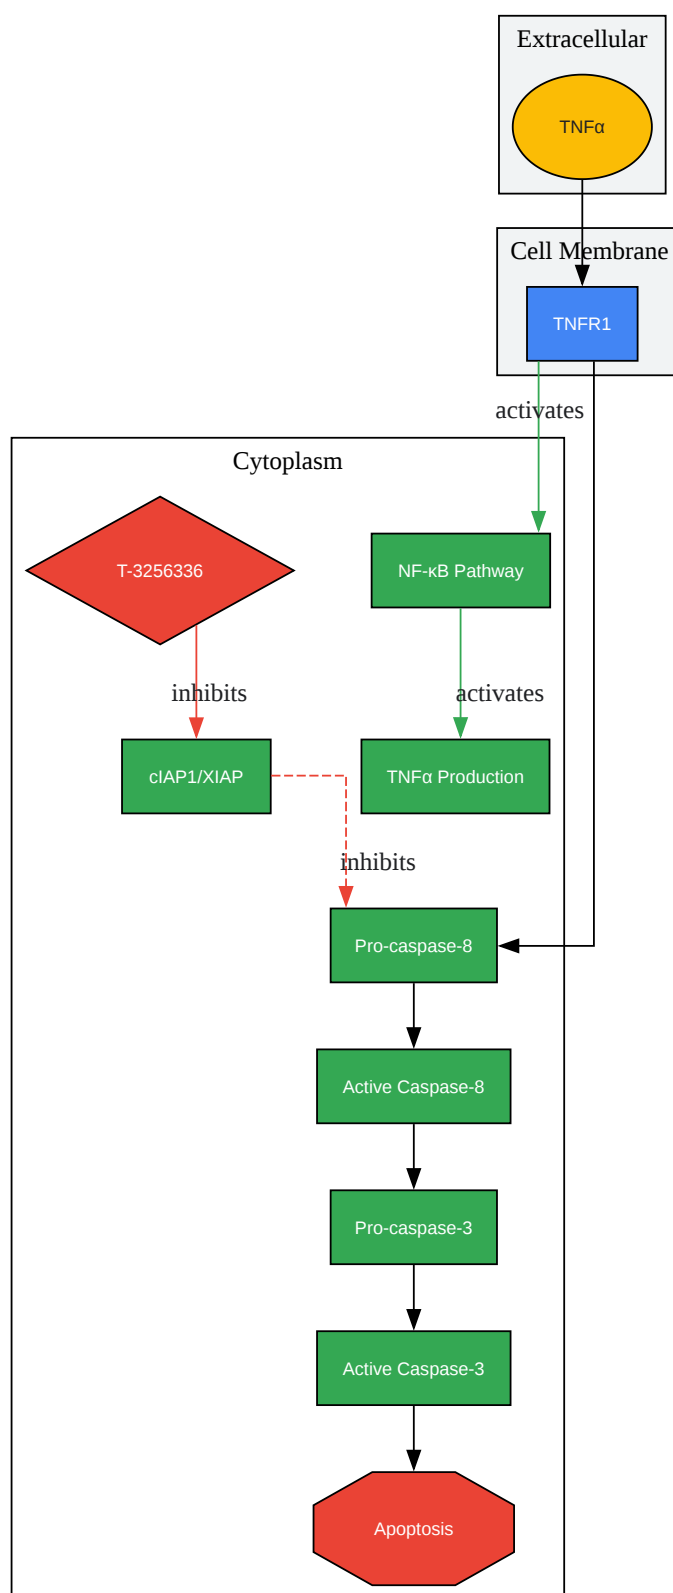 Extracellular
TNFα
Cell Membrane
TNFR1
activates
Cytoplasm
T-3256336
NF-κB Pathway
inhibits
activates
cIAP1/XIAP
TNFα Production
inhibits
Pro-caspase-8
Active Caspase-8
Pro-caspase-3
Active Caspase-3
Apoptosis